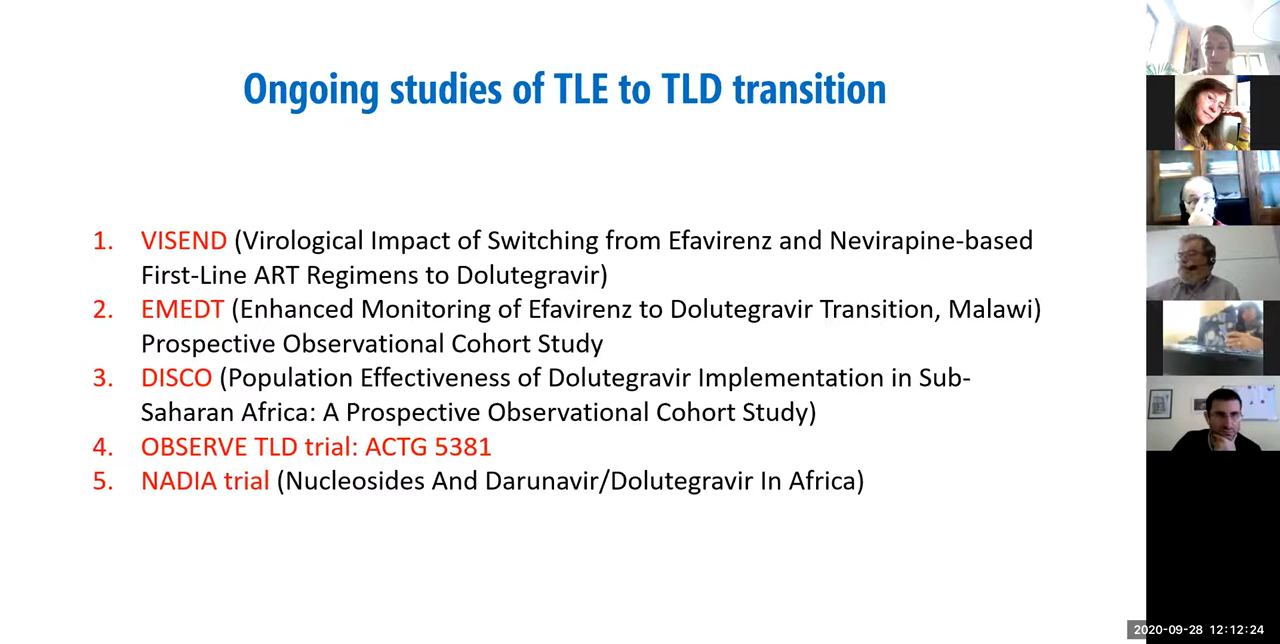 Ongoing studies of TLE to TLD transition
1. VISEND (Virological Impact of Switching from Efavirenz and Nevirapine-based
First-Line ART Regimens to Dolutegravir)
2. EMEDT (Enhanced Monitoring of Efavirenz to Dolutegravir Transition, Malawi)
Prospective Observational Cohort Study
3. DISCO (Population Effectiveness of Dolutegravir Implementation in Sub-
Saharan Africa: A Prospective Observational Cohort Study)
4. OBSERVE TLD trial: ACTG 5381
5. NADIA trial (Nucleosides And Darunavir/Dolutegravir In Africa)
2020-09-28 12:12:24